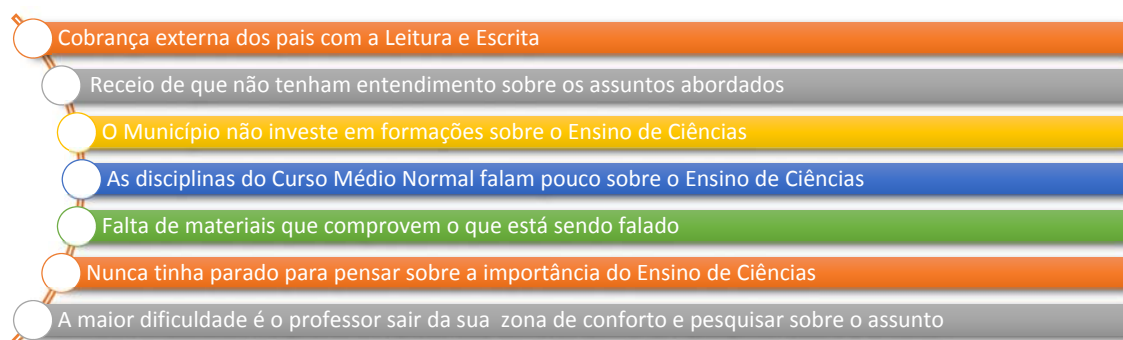 Cobrança externa dos pais com a Leitura e Escrita
Receio de que não tenham entendimento sobre os assuntos abordados
O Município não investe em formações sobre o Ensino de Ciências
As disciplinas do Curso Médio Normal falam pouco sobre o Ensino de Ciências
Falta de materiais que comprovem o que está sendo falado
Nunca tinha parado para pensar sobre a importância do Ensino de Ciências
A maior dificuldade é o professor sair da sua zona de conforto e pesquisar sobre o assunto